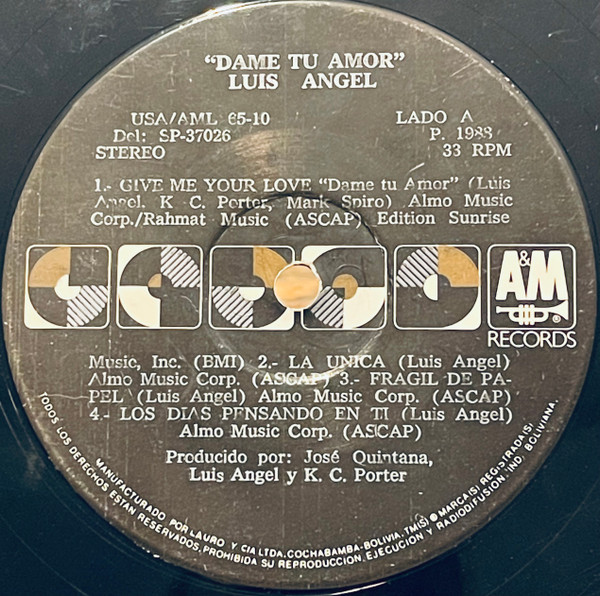 "DAME TU AMOR"
LUIS ANGEL
USA/AML 65-10
LADO A
Del: SP-37026
P. 1988
STEREO
33 RPM
1.- GIVE ME YOUR LOVE "Dame tu Amor" (Luis
Angel. K C. Porter, Mark Spiro) Almo Music
Corp./Rahmat Music (ASCAP) Edition Sunrise
A&M
RECORDS
Music, Inc. (BMI) 2.- LA UNICA (Luis Angel)
Almo Music Corp. (ASCAP) 3.- FRAGIL DE PA-
PEL (Luis Angel) Almo Music Corp. (ASCAP)
4.- LOS DIAS PENSANDO EN TI (Luis Angel)
Almo Music Corp. (ASCAP)
Producido por: José Quintana,
Luis Angel y K. C. Porter
MANUFACTURADO POR LAURO Y CIA LTDA. COCHABAMBA-BOLIVIA. TM(S) ® MARCA(S) REGISTRADA(S).
TODOS LOS DERECHOS ESTAN RESERVADOS, PROHIBIDA SU REPRODUCCION, EJECUCION Y RADIODIFUSION. IND. BOLIVIANA.